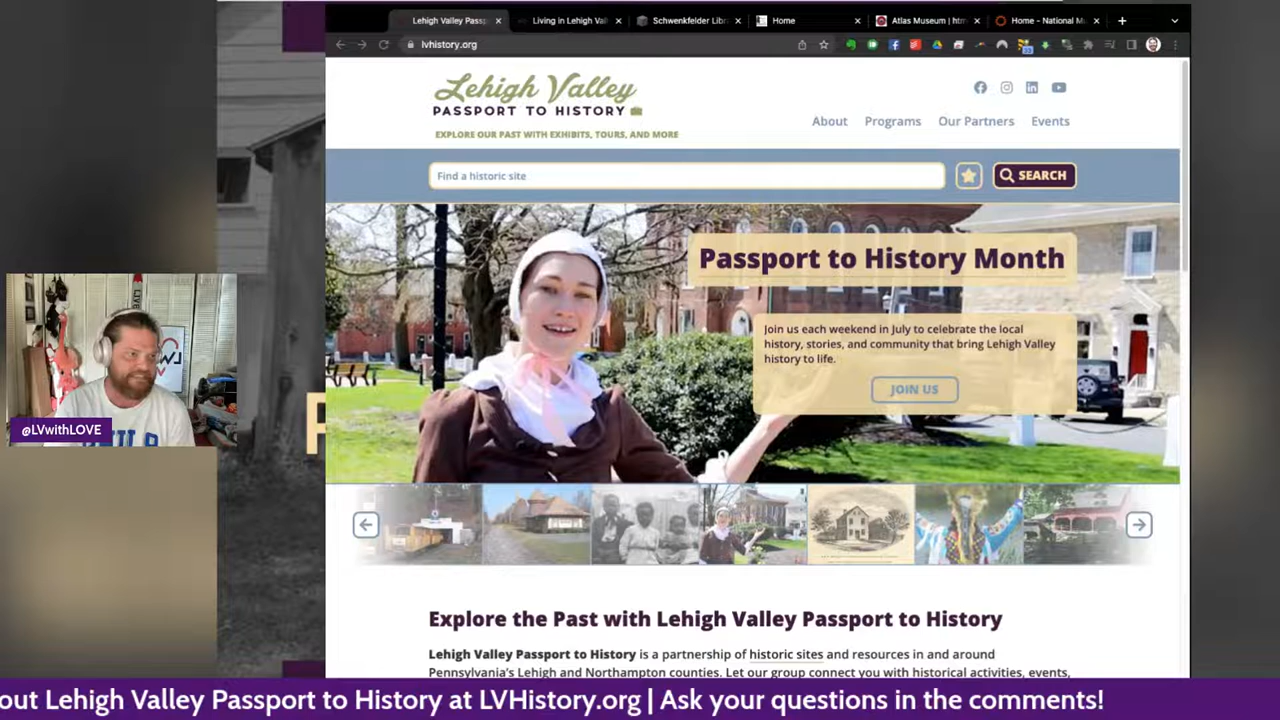 Lehigh Valley Passp
Living in Lehigh Val
Schwenkfelder Libra
Home
Atlas Museum | htm
Home - National M
lvhistory.org
Lehigh Valley
PASSPORT TO HISTORY
EXPLORE OUR PAST WITH EXHIBITS, TOURS, AND MORE
About
Programs
Our Partners
Events
Find a historic site
SEARCH
Passport to History Month
Join us each weekend in July to celebrate the local
history, stories, and community that bring Lehigh Valley
history to life.
JOIN US
@LVwithLOVE
Explore the Past with Lehigh Valley Passport to History
Lehigh Valley Passport to History is a partnership of historic sites and resources in and around
Pennsylvania's Lehigh and Northampton counties. Let our group connect you with historical activities, events,
out Lehigh Valley Passport to History at LVHistory.org | Ask your questions in the comments!